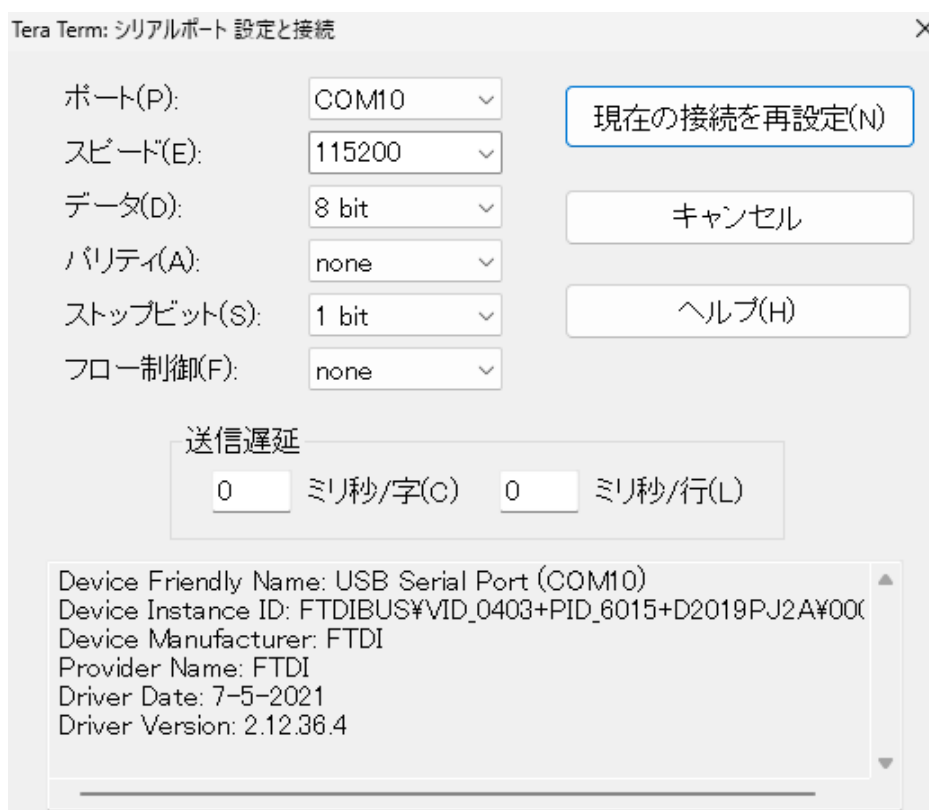 Tera Term: シリアルポート 設定と接続
ポート(P):
COM10
現在の接続を再設定(N)
スピード(E):
115200
データ(D):
8 bit
キャンセル
パリティ(A):
none
ストップビット(S):
1 bit
ヘルプ(H)
フロー制御(F):
none
送信遅延
0 ミリ秒/字(C) 0 ミリ秒/行(L)
Device Friendly Name: USB Serial Port (COM10)
Device Instance ID: FTDIBUS¥VID_0403+PID_6015+D2019PJ2A¥00
Device Manufacturer: FTDI
Provider Name: FTDI
Driver Date: 7-5-2021
Driver Version: 2.12.36.4